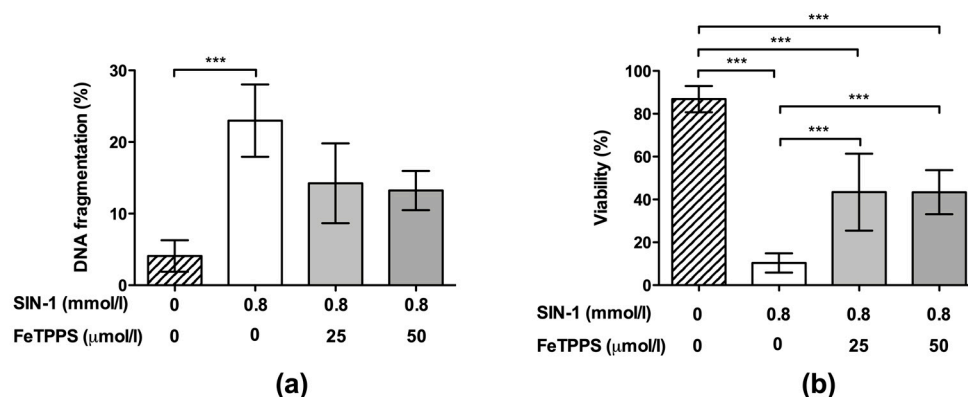 ***
DNA fragmentation (%)
30
20
10
0
SIN-1 (mmol/l) 0 0.8 0.8 0.8
FeTPPS (μmol/l) 0 0 25 50
(a)
***
***
***
***
***
Viability (%)
100
80
60
40
20
0
SIN-1 (mmol/l) 0 0.8 0.8 0.8
FeTPPS (μmol/l) 0 0 25 50
(b)